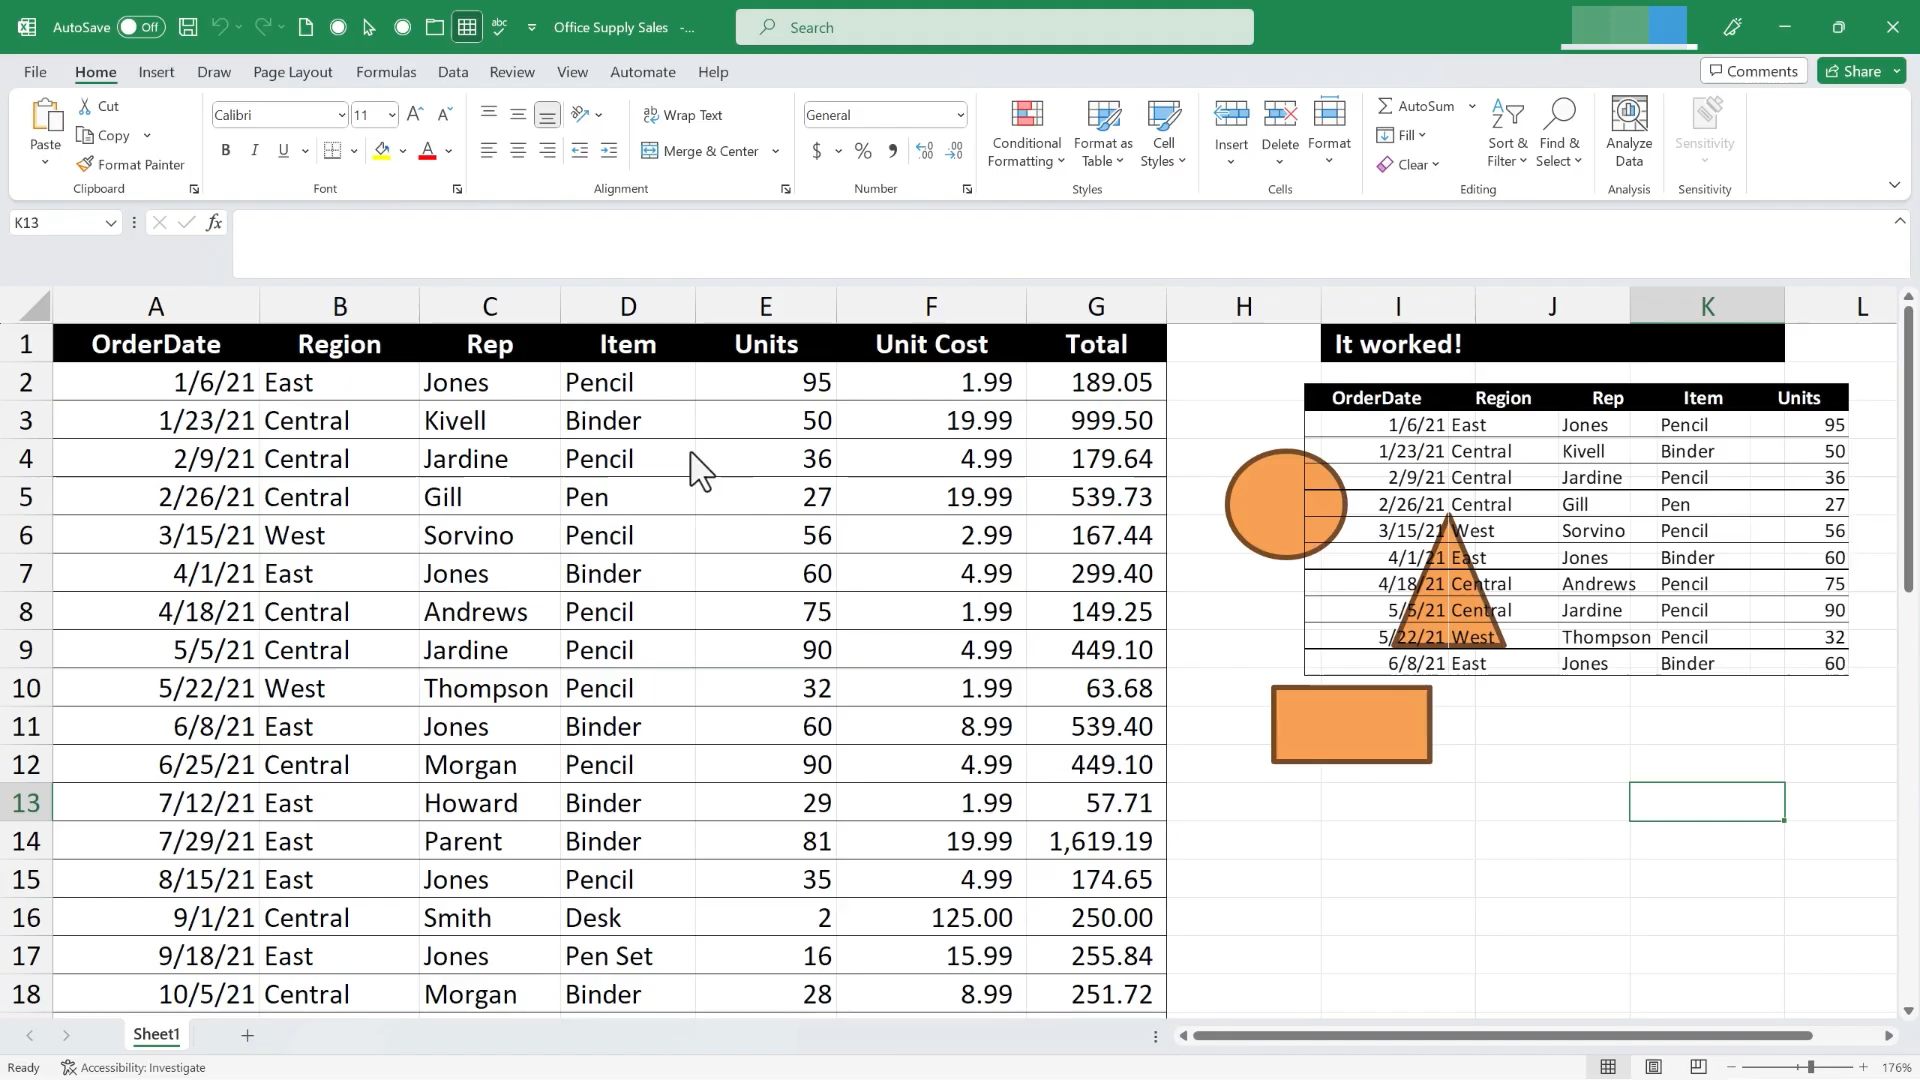 AutoSave Off abc Office Supply Sales -... Search
File Home Insert Draw Page Layout Formulas Data Review View Automate Help Comments Share
Paste Cut Copy Format Painter Clipboard
Calibri 11 A A B I U A Font
ab Wrap Text Merge & Center Alignment
General $ % 9 Number
Conditional Formatting Format as Table Cell Styles Styles
Insert Delete Format Cells
AutoSum Fill Clear Sort & Filter Find & Select Editing
Analyze Data Analysis
Sensitivity Sensitivity
K13 fx
A B C D E F G H I J K L
1 OrderDate Region Rep Item Units Unit Cost Total It worked!
2 1/6/21 East Jones Pencil 95 1.99 189.05
3 1/23/21 Central Kivell Binder 50 19.99 999.50
4 2/9/21 Central Jardine Pencil 36 4.99 179.64
5 2/26/21 Central Gill Pen 27 19.99 539.73
6 3/15/21 West Sorvino Pencil 56 2.99 167.44
7 4/1/21 East Jones Binder 60 4.99 299.40
8 4/18/21 Central Andrews Pencil 75 1.99 149.25
9 5/5/21 Central Jardine Pencil 90 4.99 449.10
10 5/22/21 West Thompson Pencil 32 1.99 63.68
11 6/8/21 East Jones Binder 60 8.99 539.40
12 6/25/21 Central Morgan Pencil 90 4.99 449.10
13 7/12/21 East Howard Binder 29 1.99 57.71
14 7/29/21 East Parent Binder 81 19.99 1,619.19
15 8/15/21 East Jones Pencil 35 4.99 174.65
16 9/1/21 Central Smith Desk 2 125.00 250.00
17 9/18/21 East Jones Pen Set 16 15.99 255.84
18 10/5/21 Central Morgan Binder 28 8.99 251.72
OrderDate Region Rep Item Units
1/6/21 East Jones Pencil 95
1/23/21 Central Kivell Binder 50
2/9/21 Central Jardine Pencil 36
2/26/21 Central Gill Pen 27
3/15/21 West Sorvino Pencil 56
4/1/21 East Jones Binder 60
4/18/21 Central Andrews Pencil 75
5/5/21 Central Jardine Pencil 90
5/22/21 West Thompson Pencil 32
6/8/21 East Jones Binder 60
Sheet1
Ready Accessibility: Investigate 176%